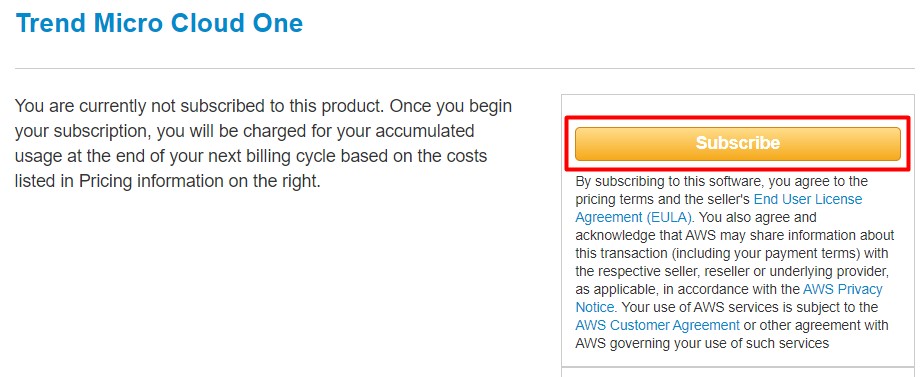 Trend Micro Cloud One
You are currently not subscribed to this product. Once you begin
your subscription, you will be charged for your accumulated
usage at the end of your next billing cycle based on the costs
listed in Pricing information on the right.
Subscribe
By subscribing to this software, you agree to the
pricing terms and the seller's End User License
Agreement (EULA). You also agree and
acknowledge that AWS may share information about
this transaction (including your payment terms) with
the respective seller, reseller or underlying provider,
as applicable, in accordance with the AWS Privacy
Notice. Your use of AWS services is subject to the
AWS Customer Agreement or other agreement with
AWS governing your use of such services